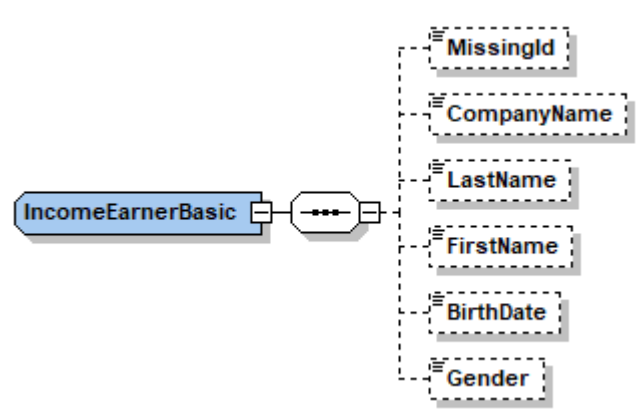 MissingId
CompanyName
LastName
IncomeEarnerBasic
FirstName
BirthDate
Gender